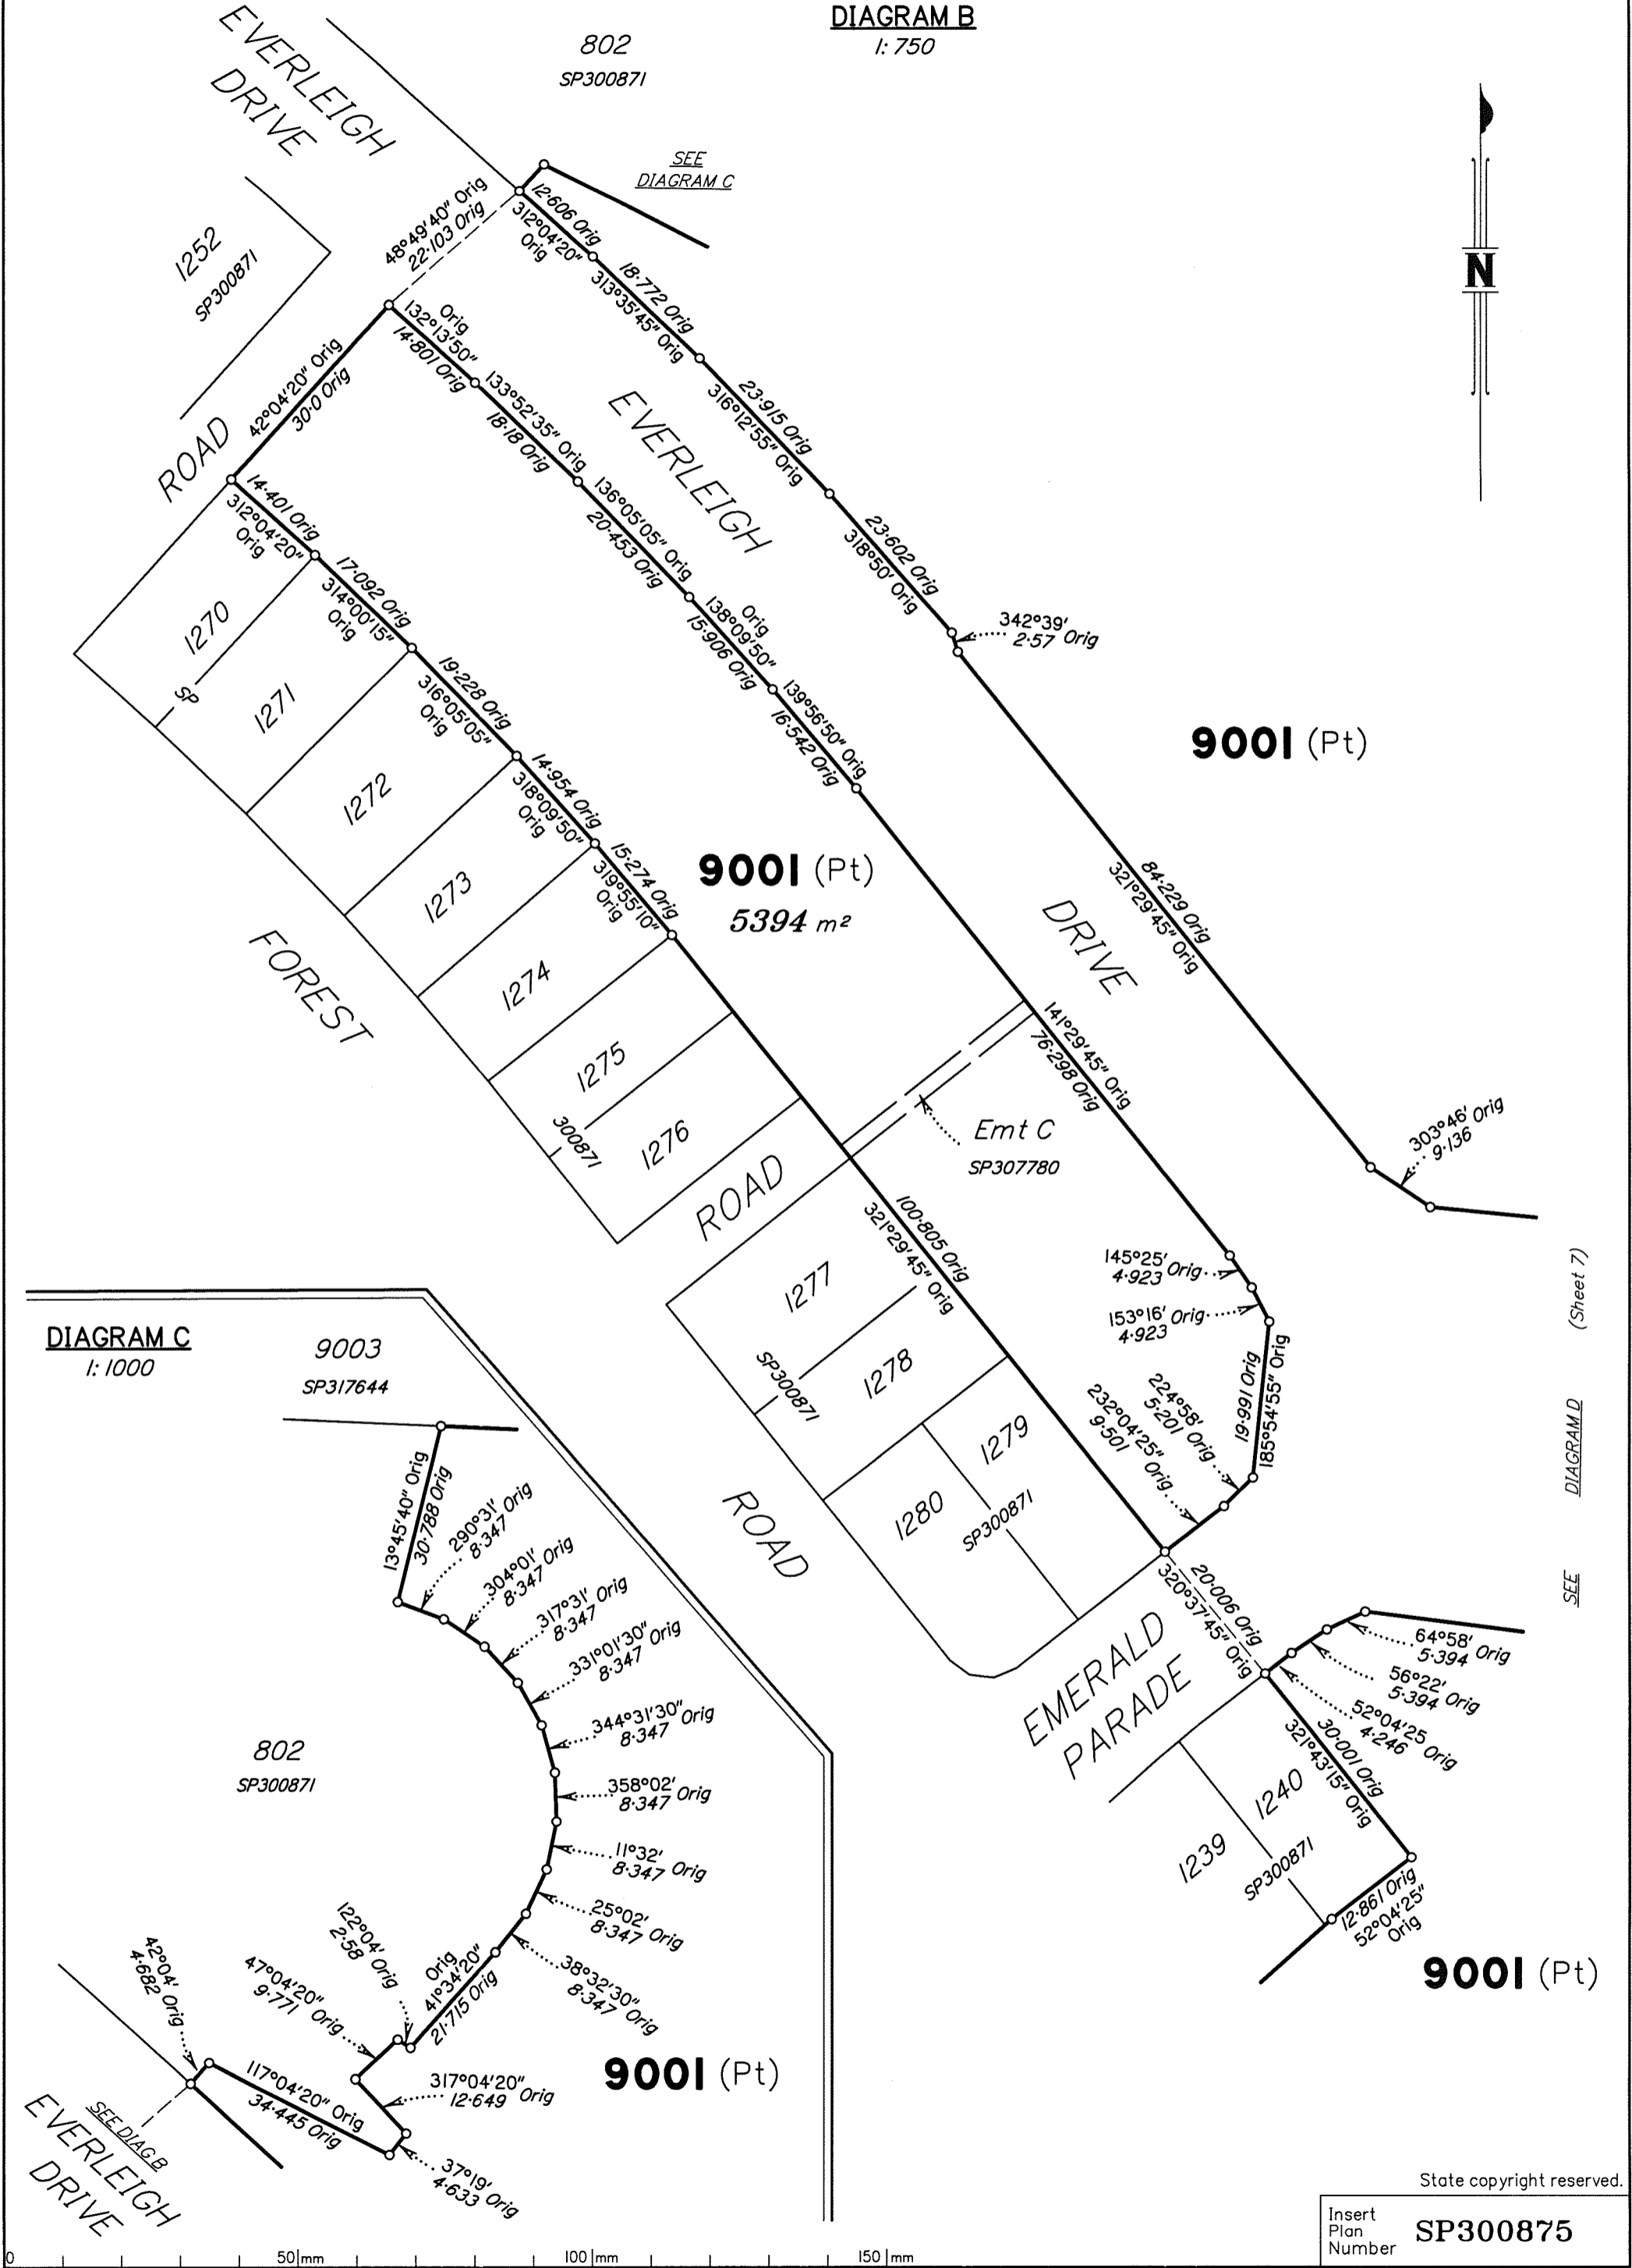 DIAGRAM B
1:750
EVERLEIGH
DRIVE
802
SP300871
SEE
DIAGRAM C
N
1252
SP300871
48°49'40" Orig
22·103 Orig
12·606 Orig
312°04'20"
Orig
18·772 Orig
313°35'45" Orig
23·915 Orig
316°12'55" Orig
23·602 Orig
318°50' Orig
342°39'
2·57 Orig
84·229 Orig
321°29'45" Orig
303°46' Orig
9·136
ROAD
42°04'20" Orig
30·0 Orig
Orig
132°13'50"
14·801 Orig
133°52'35" Orig
18·18 Orig
136°05'05" Orig
20·453 Orig
Orig
138°09'50"
15·906 Orig
139°56'50" Orig
16·542 Orig
EVERLEIGH
DRIVE
9001 (Pt)
14·401 Orig
312°04'20"
Orig
17·092 Orig
314°00'15"
Orig
19·228 Orig
316°05'05"
Orig
14·954 Orig
318°09'50"
Orig
15·274 Orig
319°55'10"
Orig
1270
SP
1271
1272
1273
1274
1275
300871
1276
9001 (Pt)
5394 m²
FOREST
ROAD
141°29'45" Orig
76·298 Orig
Emt C
SP307780
ROAD
100·805 Orig
321°29'45" Orig
145°25' Orig
4·923
153°16' Orig
4·923
19·991 Orig
185°54'55" Orig
224°58'
5·201 Orig
232°04'25" Orig
9·501
1277
SP300871
1278
1279
1280
SP300871
20·006 Orig
320°37'45" Orig
EMERALD
PARADE
64°58' Orig
5·394
56°22' Orig
5·394
52°04'25 Orig
4·246
30·001 Orig
321°43'15" Orig
1240
1239
SP300871
12·861 Orig
52°04'25"
Orig
9001 (Pt)
SEE DIAGRAM D (Sheet 7)
DIAGRAM C
1:1000
9003
SP317644
13°45'40" Orig
30·788 Orig
290°31' Orig
8·347
304°01' Orig
8·347
317°31' Orig
8·347
331°01'30" Orig
8·347
344°31'30" Orig
8·347
358°02' Orig
8·347
11°32' Orig
8·347
25°02' Orig
8·347
38°32'30" Orig
8·347
802
SP300871
Orig
41°34'20"
21·715 Orig
122°04' Orig
2·58
47°04'20" Orig
9·771
42°04' Orig
4·682
117°04'20" Orig
34·445 Orig
317°04'20" Orig
12·649
37°19' Orig
4·633
9001 (Pt)
SEE DIAG B
EVERLEIGH
DRIVE
State copyright reserved.
Insert
Plan
Number
SP300875
0 50 mm 100 mm 150 mm